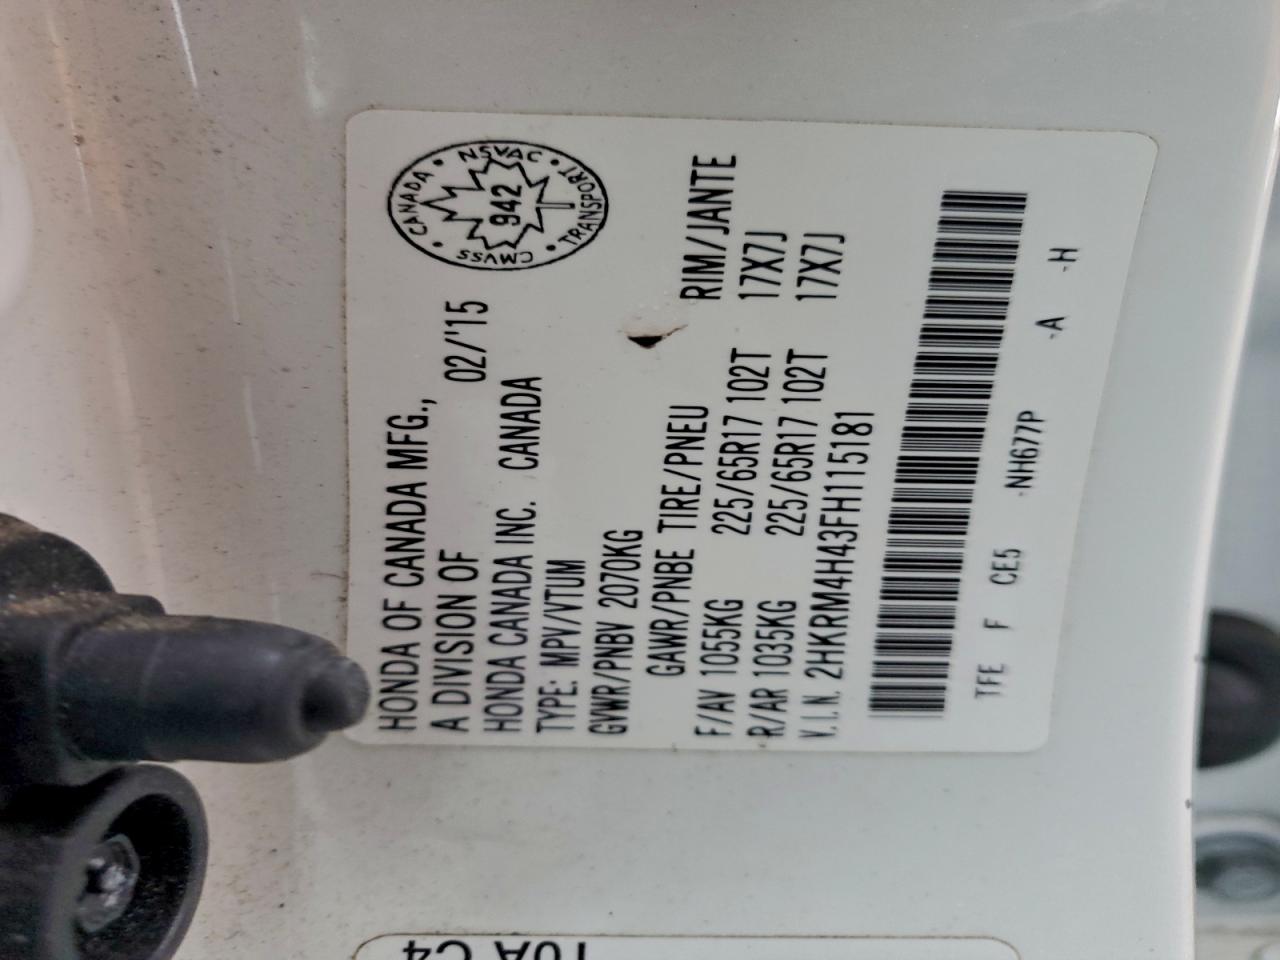 HONDA OF CANADA MFG.,
A DIVISION OF 02/'15
HONDA CANADA INC. CANADA
TYPE: MPV/VTUM
GVWR/PNBV 2070KG
CANADA • NSVAC • TRANSPORT • CMVSS •
942
GAWR/PNBE TIRE/PNEU RIM/JANTE
F/AV 1055KG 225/65R17 102T 17X7J
R/AR 1035KG 225/65R17 102T 17X7J
V.I.N. 2HKRM4H43FH115181
TFE F CE5 -NH677P -A -H